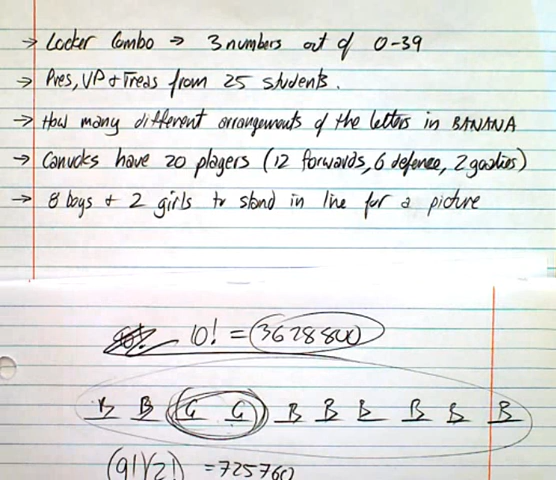 → Locker Combo → 3 numbers out of 0-39
→ Pres, VP + Treas from 25 students.
→ How many different arrangements of the letters in BANANA
→ Canucks have 20 players (12 forwards, 6 defence, 2 goalies)
→ 8 boys + 2 girls to stand in line for a picture
10! = 3628800
B B G G B B B B B B
(9!)(2!) = 725760